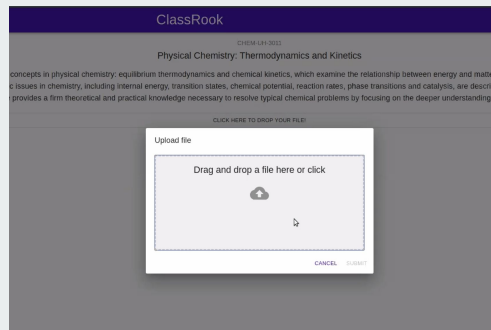 ClassRook
CHEM-UH-3011
Physical Chemistry: Thermodynamics and Kinetics
concepts in physical chemistry: equilibrium thermodynamics and chemical kinetics, which examine the relationship between energy and matte
c issues in chemistry, including internal energy, transition states, chemical potential, reaction rates, phase transitions and catalysis, are descri
provides a firm theoretical and practical knowledge necessary to resolve typical chemical problems by focusing on the deeper understanding
CLICK HERE TO DROP YOUR FILE!
Upload file
Drag and drop a file here or click
CANCEL SUBMIT